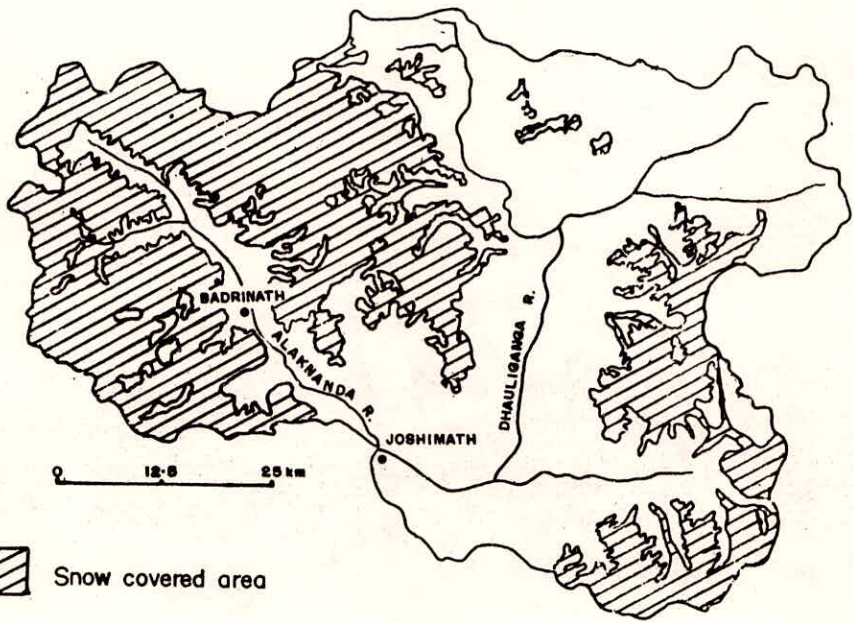 BADRINATH
ALAKNANDA R.
DHAULIGANGA R.
JOSHIMATH
0 12.5 25 km
Snow covered area